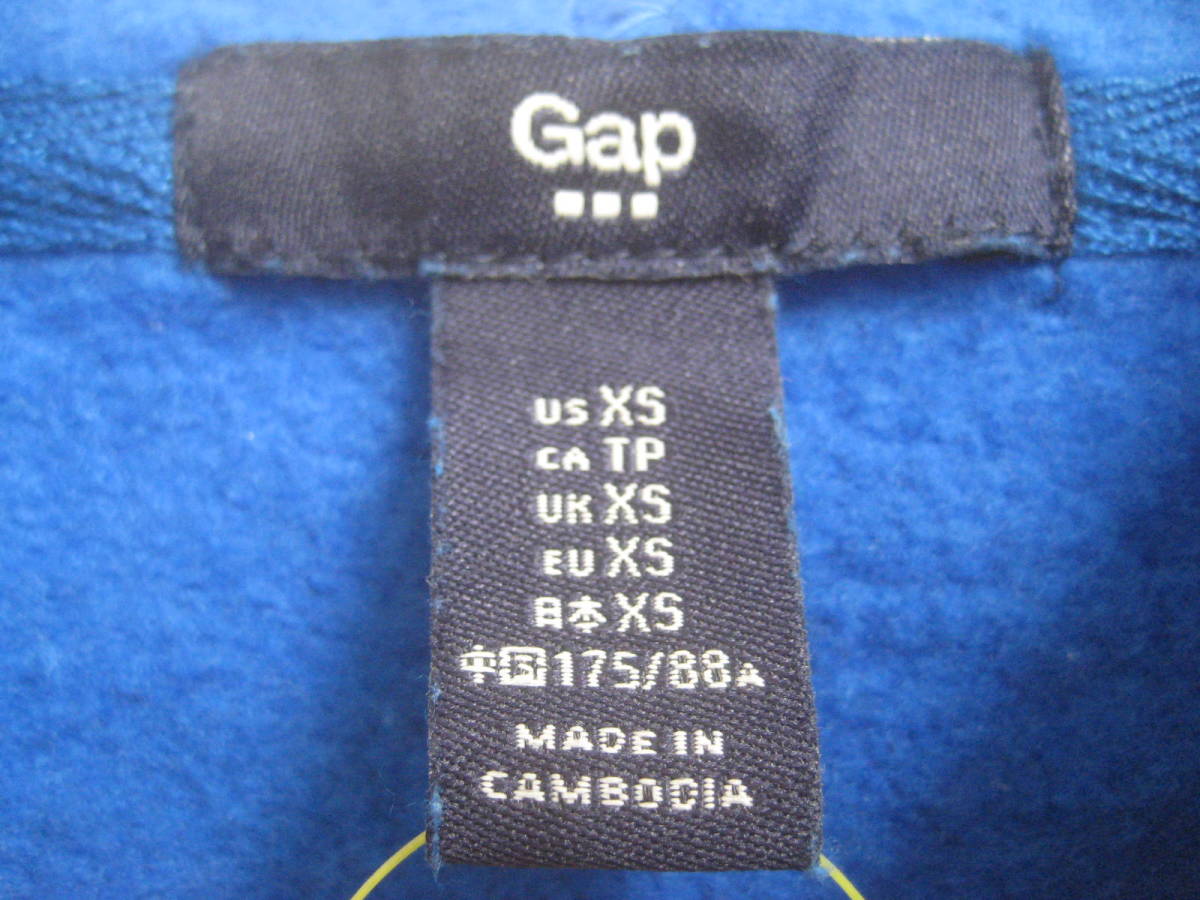 Gap
US XS
CA TP
UK XS
EU XS
日本 XS
中国 175/88A
MADE IN
CAMBODIA